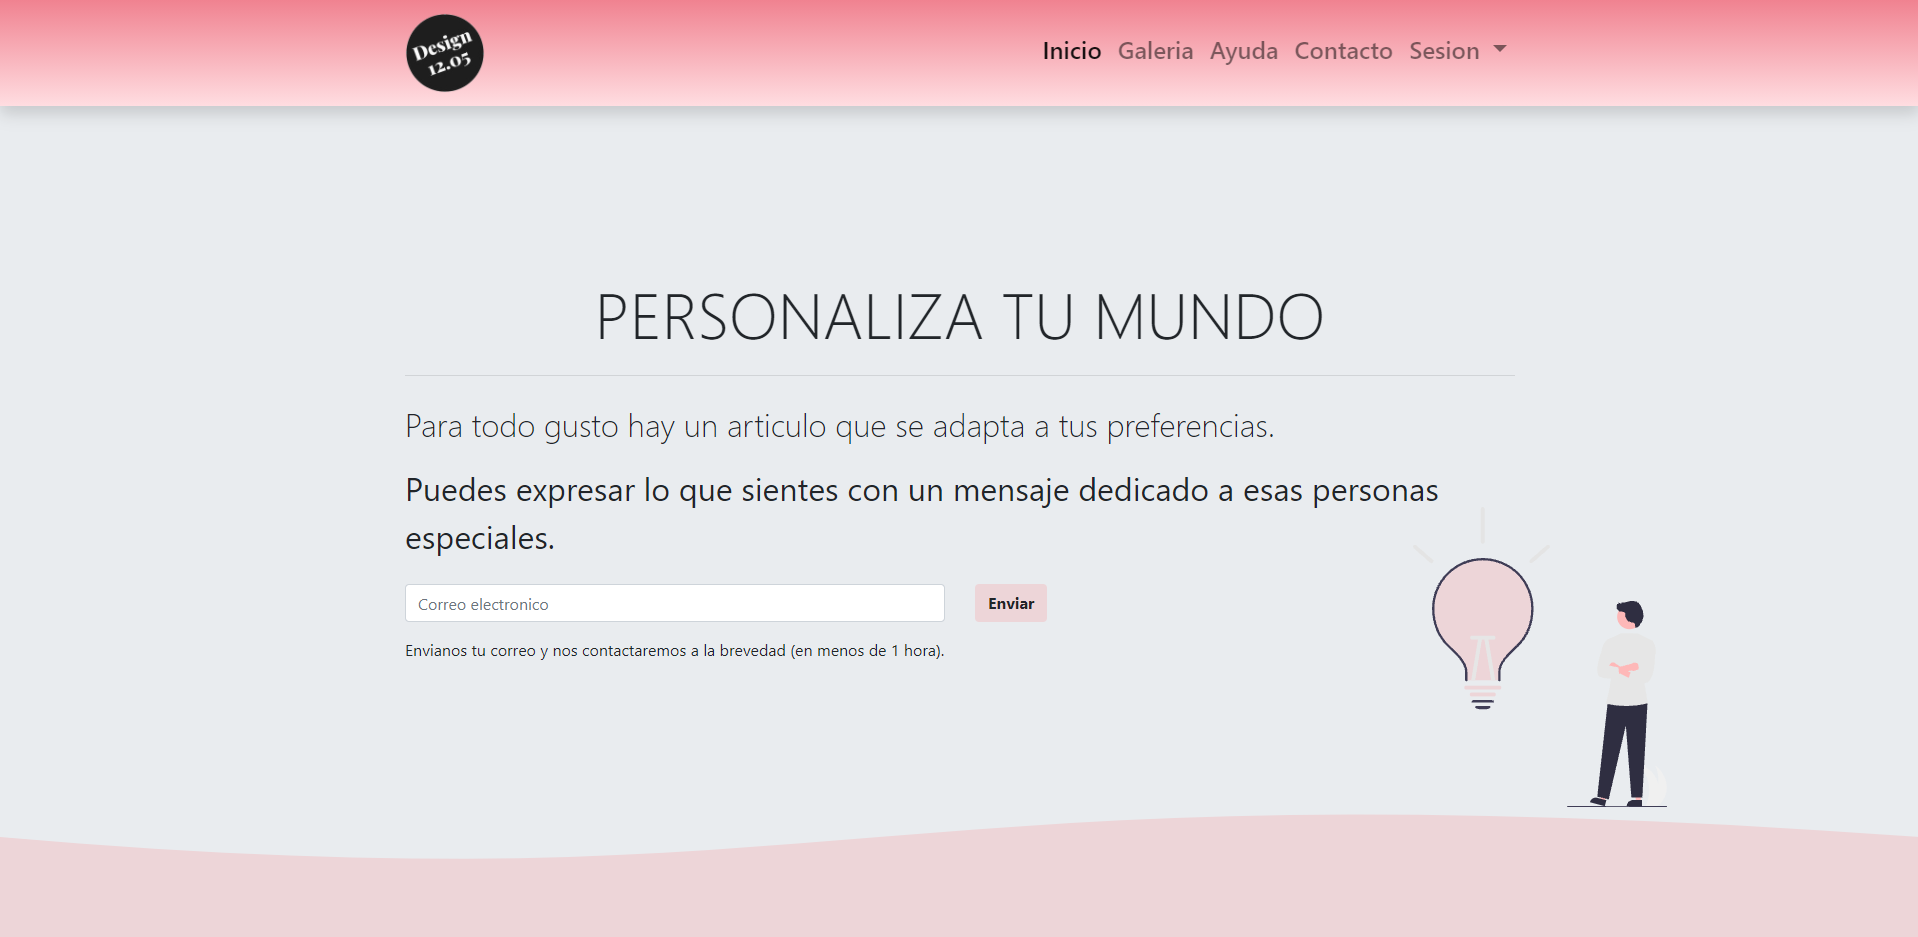 Design
12.05
Inicio Galeria Ayuda Contacto Sesion
PERSONALIZA TU MUNDO
Para todo gusto hay un articulo que se adapta a tus preferencias.
Puedes expresar lo que sientes con un mensaje dedicado a esas personas
especiales.
Correo electronico
Enviar
Envianos tu correo y nos contactaremos a la brevedad (en menos de 1 hora).